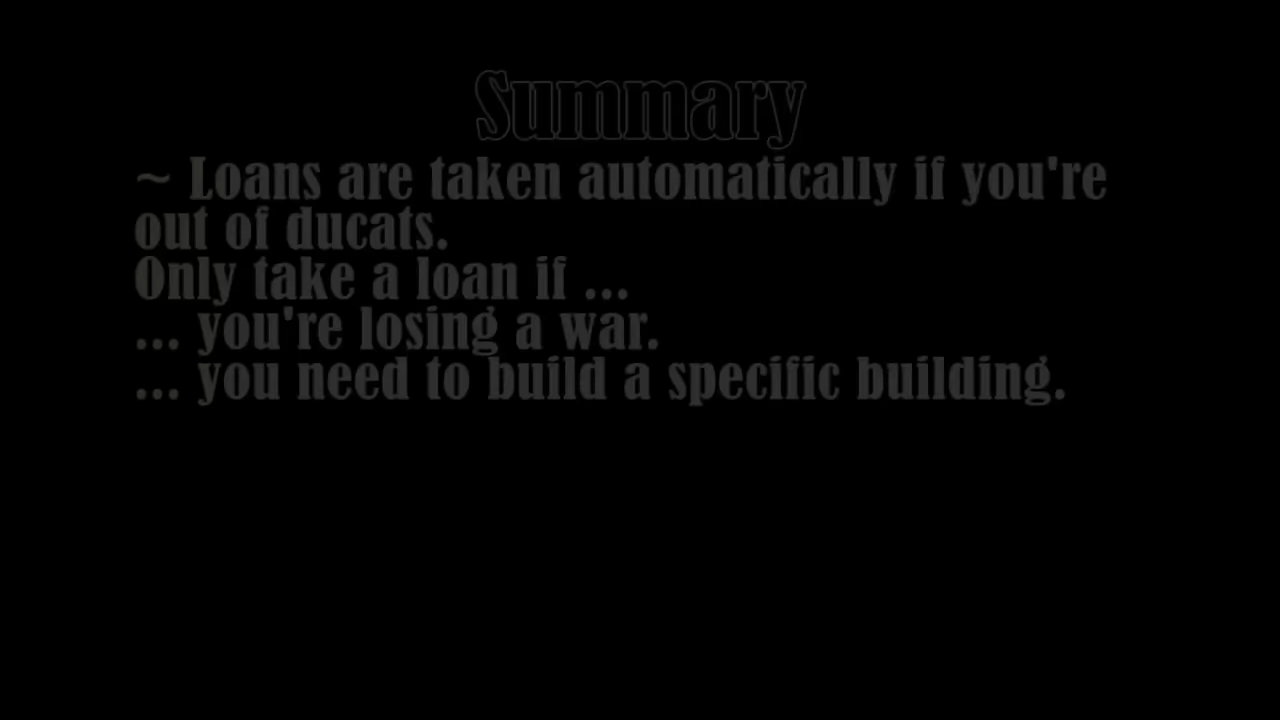 Summary
~ Loans are taken automatically if you're
out of ducats.
Only take a loan if ...
... you're losing a war.
... you need to build a specific building.